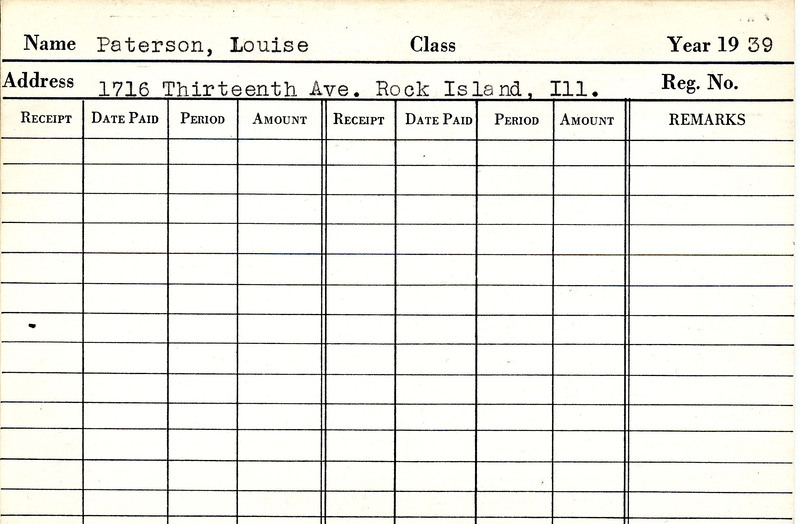 Name Paterson, Louise Class Year 19 39
Address 1716 Thirteenth Ave. Rock Island, Ill. Reg. No.
RECEIPT DATE PAID PERIOD AMOUNT RECEIPT DATE PAID PERIOD AMOUNT REMARKS